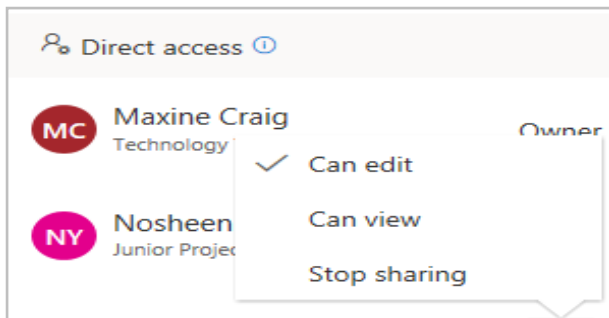 Direct access
MC
Maxine Craig
Technology
Owner
Can edit
NY
Nosheen
Can view
Junior Projec
Stop sharing